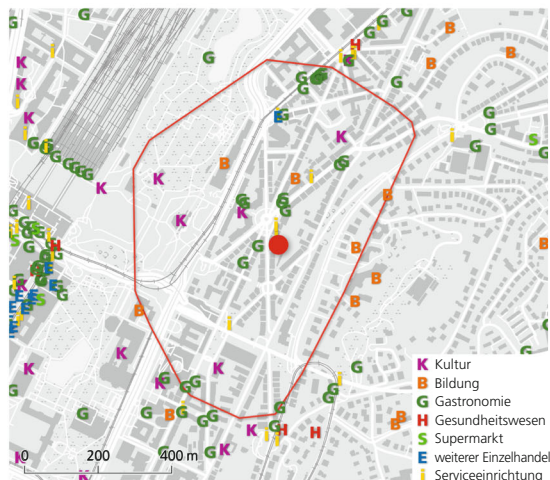 K Kultur
B Bildung
G Gastronomie
H Gesundheitswesen
S Supermarkt
E weiterer Einzelhandel
i Serviceeinrichtung
0 200 400 m